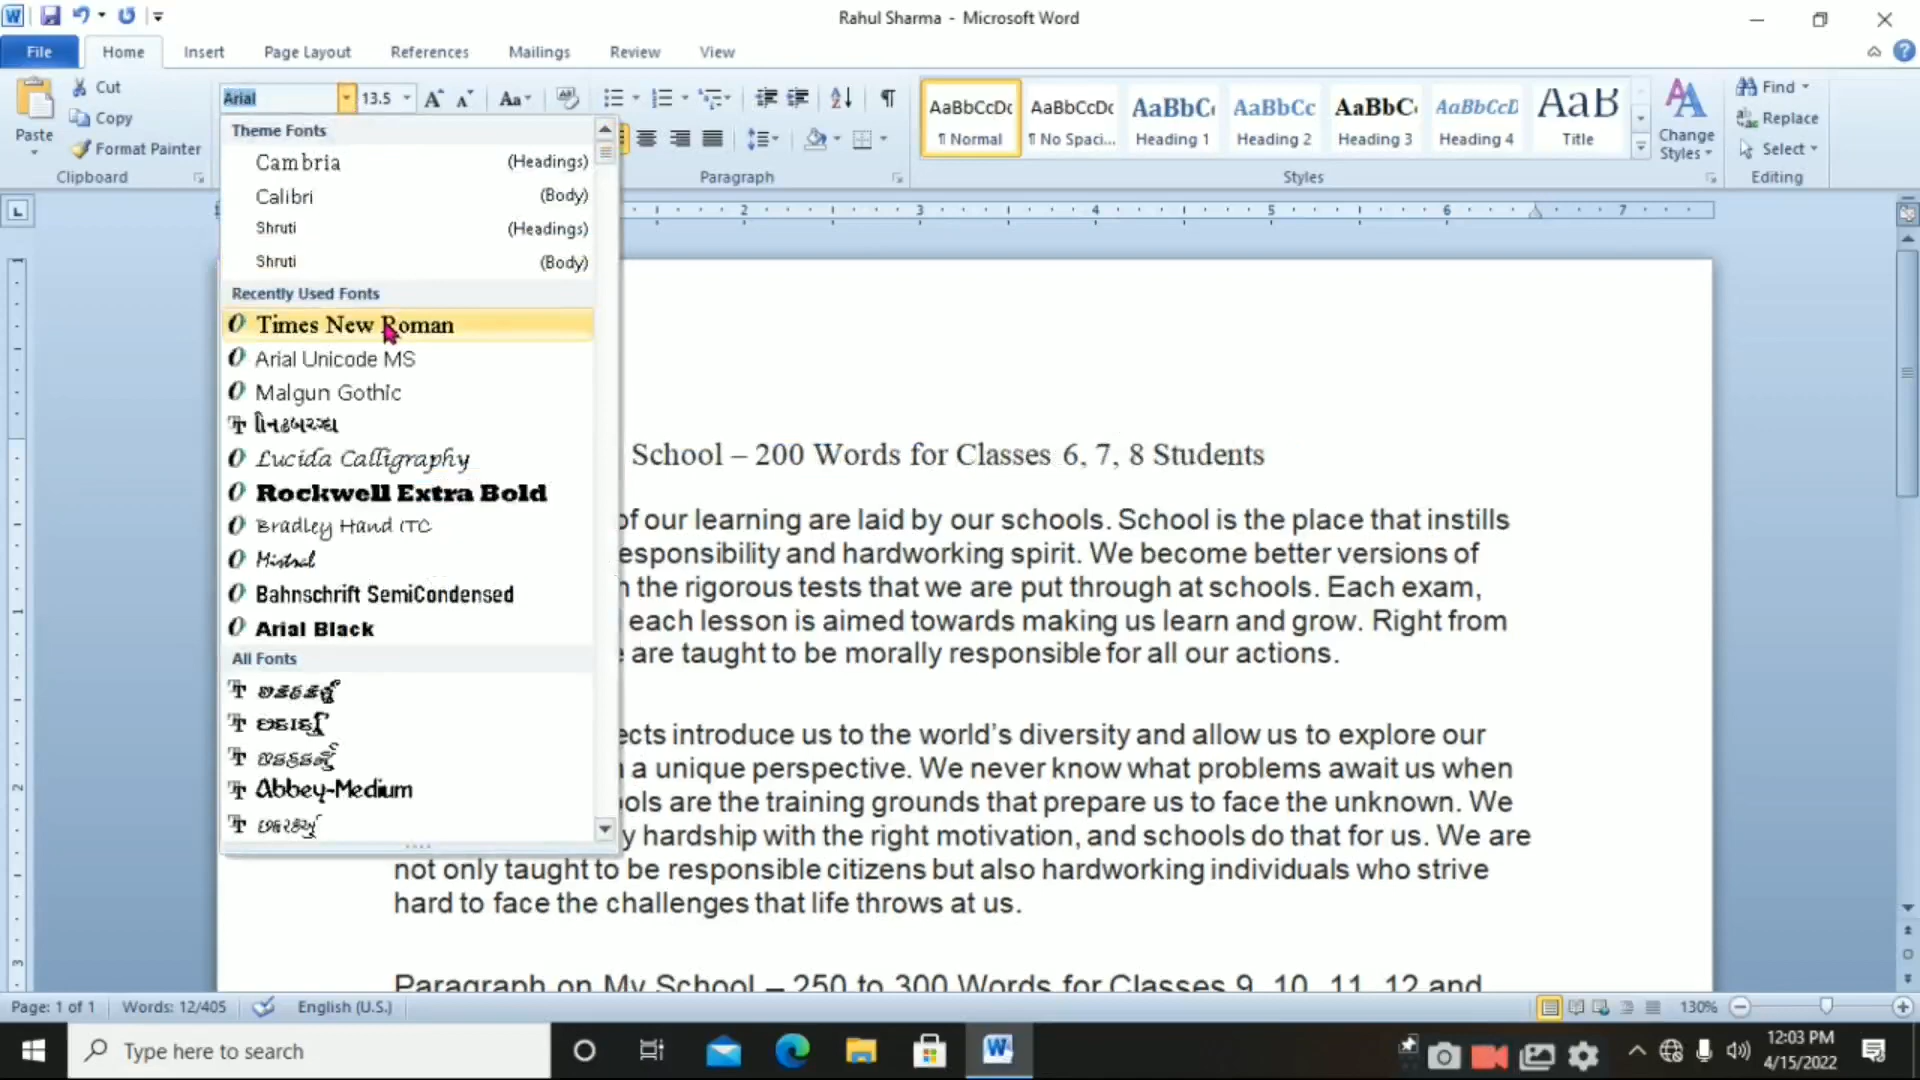 Rahul Sharma - Microsoft Word
File Home Insert Page Layout References Mailings Review View
Paste
Cut
Copy
Format Painter
Clipboard
Arial 13.5
Paragraph
AaBbCcDc AaBbCcDc AaBbC AaBbCc AaBbC AaBbCcD AaB
¶ Normal ¶ No Spaci... Heading 1 Heading 2 Heading 3 Heading 4 Title
Change
Styles
Styles
Find
Replace
Select
Editing
Theme Fonts
Cambria (Headings)
Calibri (Body)
Shruti (Headings)
Shruti (Body)
Recently Used Fonts
Times New Roman
Arial Unicode MS
Malgun Gothic
Lucida Calligraphy
Rockwell Extra Bold
Bradley Hand ITC
Mistral
Bahnschrift SemiCondensed
Arial Black
All Fonts
Abbey-Medium
2 3 4 5 6 7
School – 200 Words for Classes 6, 7, 8 Students
of our learning are laid by our schools. School is the place that instills
esponsibility and hardworking spirit. We become better versions of
the rigorous tests that we are put through at schools. Each exam,
each lesson is aimed towards making us learn and grow. Right from
are taught to be morally responsible for all our actions.
ects introduce us to the world’s diversity and allow us to explore our
a unique perspective. We never know what problems await us when
ols are the training grounds that prepare us to face the unknown. We
y hardship with the right motivation, and schools do that for us. We are
not only taught to be responsible citizens but also hardworking individuals who strive
hard to face the challenges that life throws at us.
Paragraph on My School – 250 to 300 Words for Classes 9, 10, 11, 12 and
Page: 1 of 1 Words: 12/405 English (U.S.) 130%
Type here to search
12:03 PM
4/15/2022